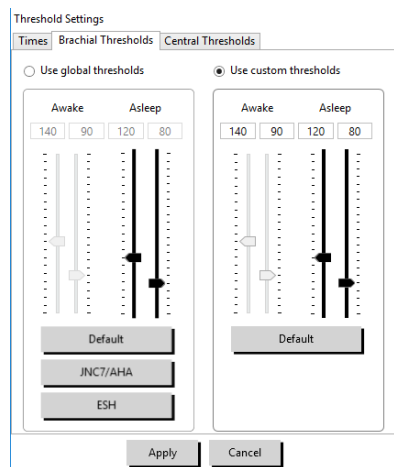 Threshold Settings
Times Brachial Thresholds Central Thresholds
Use global thresholds Use custom thresholds
Awake Asleep Awake Asleep
140 90 120 80 140 90 120 80
Default Default
JNC7/AHA
ESH
Apply Cancel